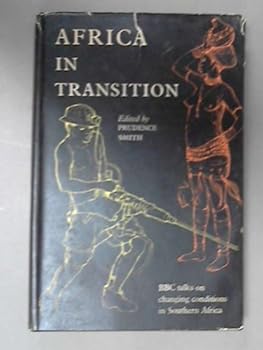 AFRICA
IN
TRANSITION
Edited by
PRUDENCE
SMITH
BBC talks on
changing conditions
in Southern Africa